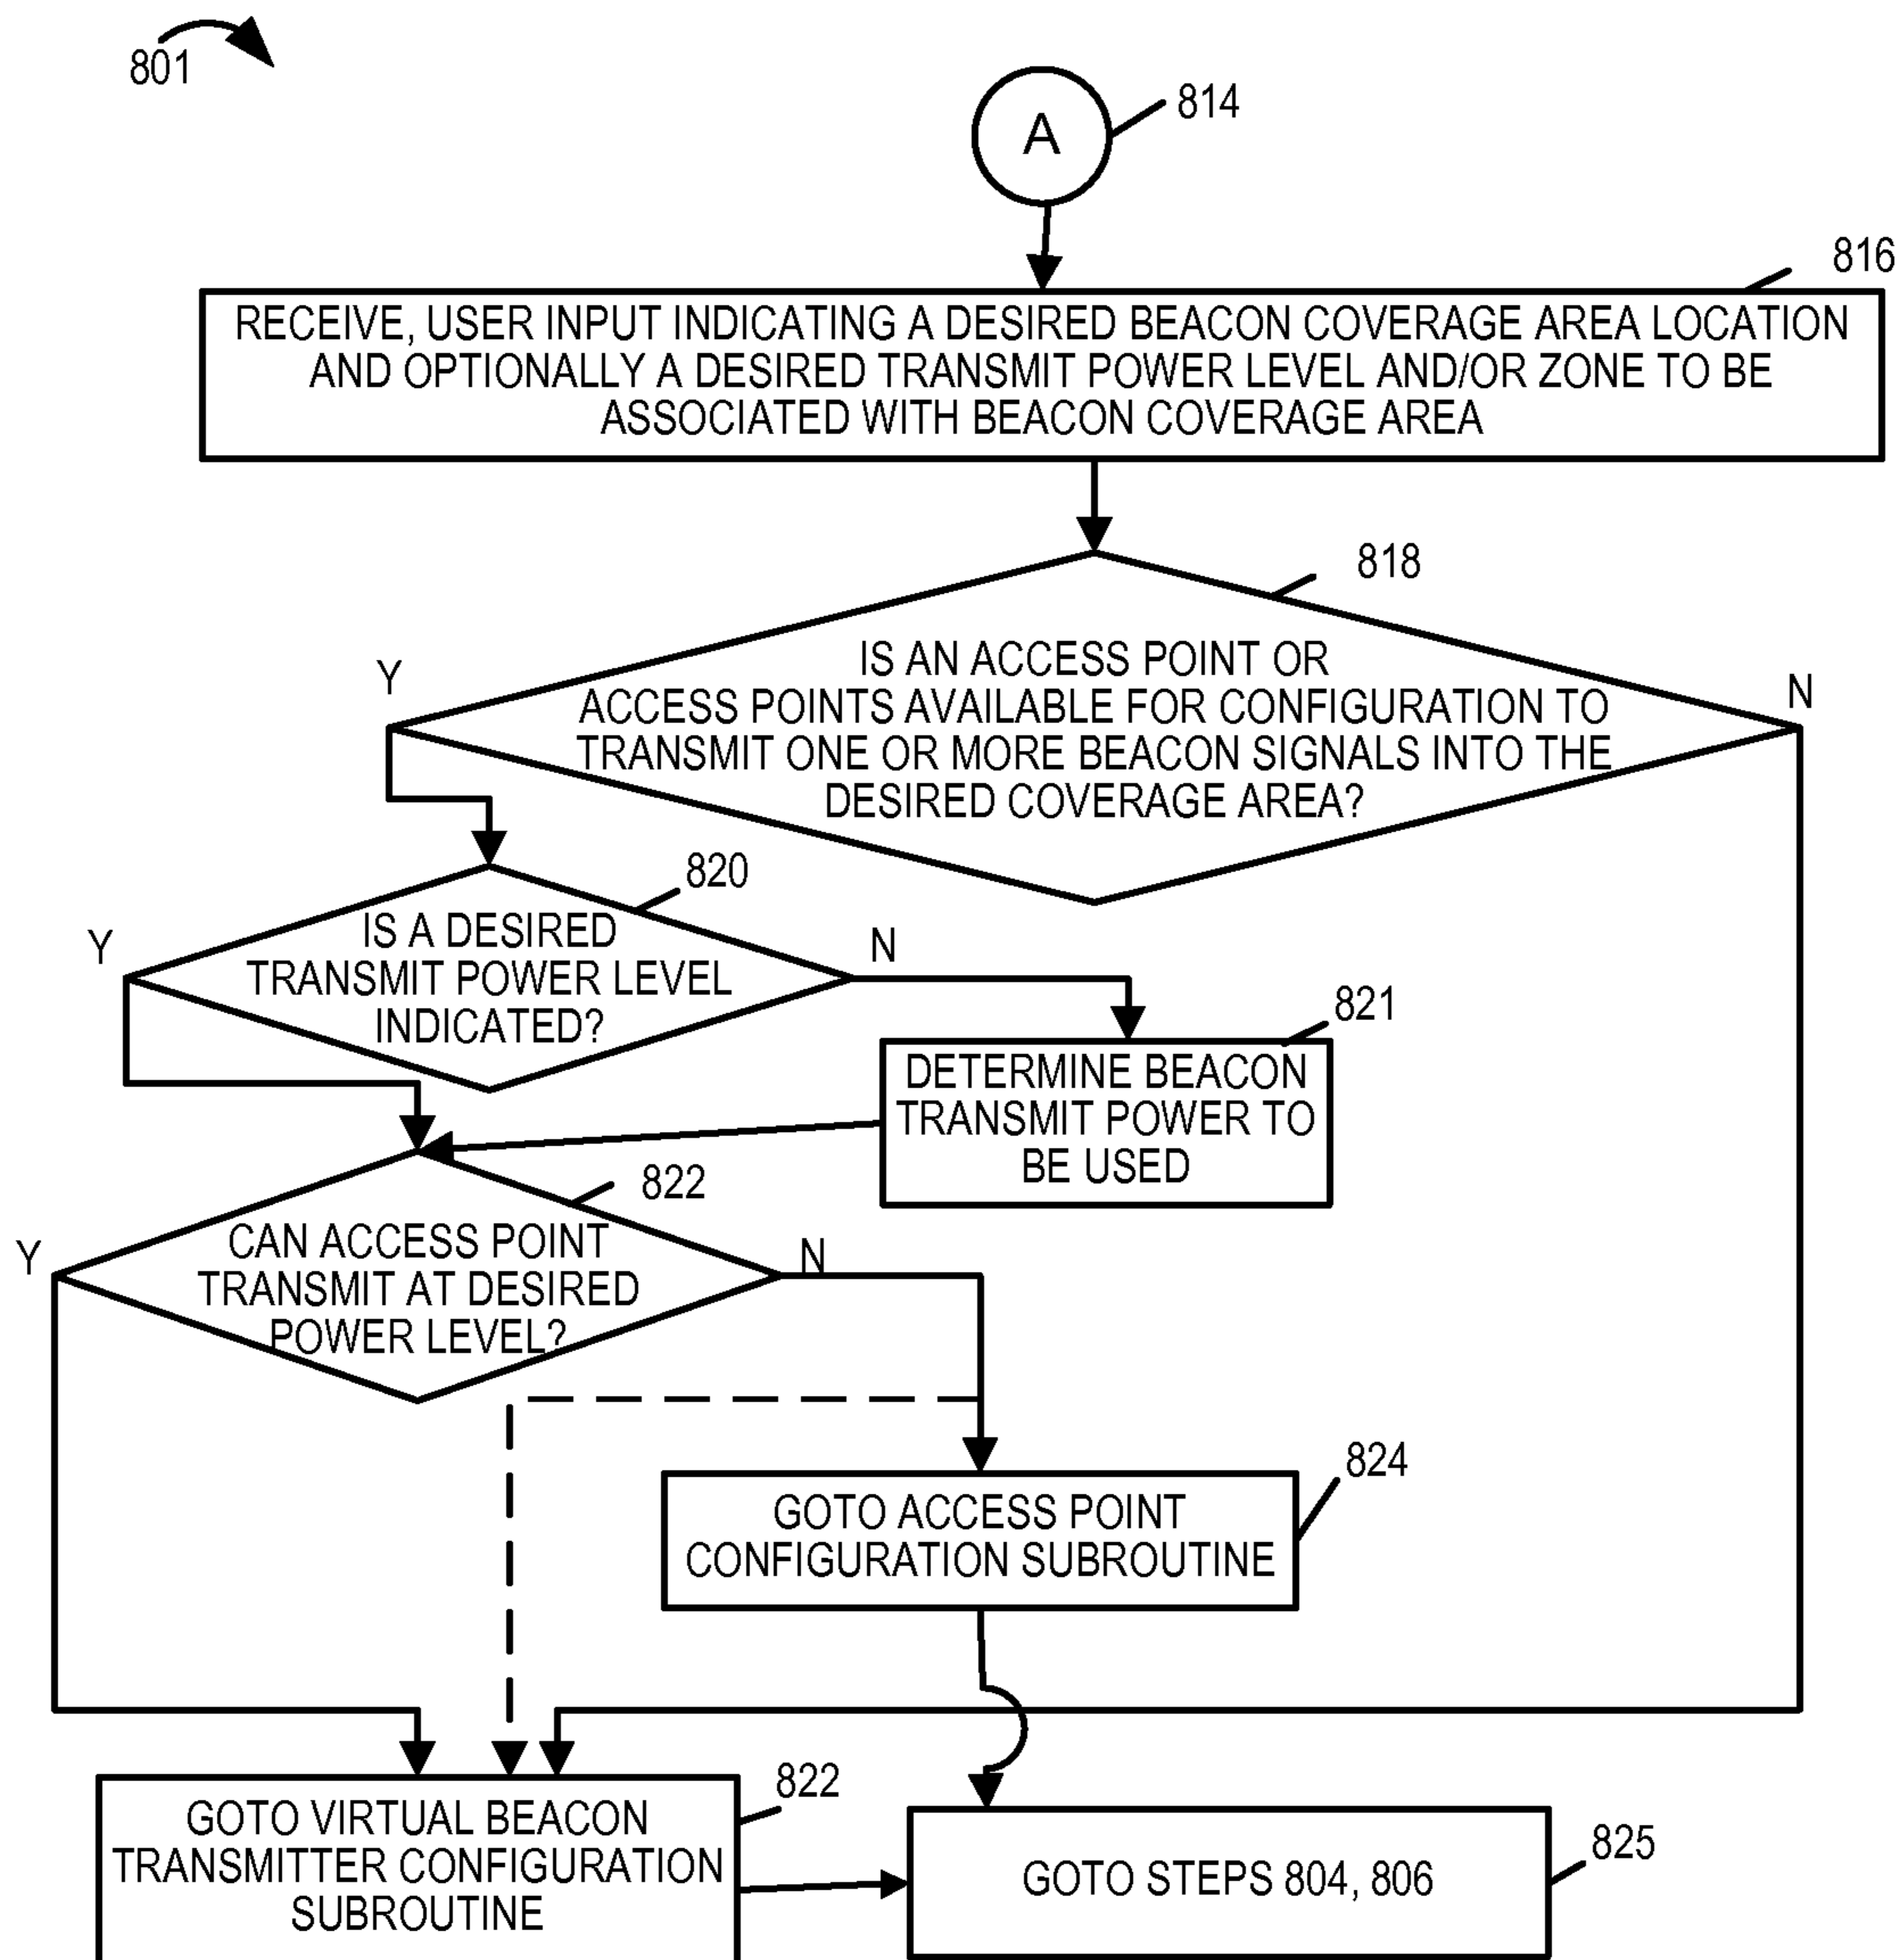 801
A
814
816
RECEIVE, USER INPUT INDICATING A DESIRED BEACON COVERAGE AREA LOCATION
AND OPTIONALLY A DESIRED TRANSMIT POWER LEVEL AND/OR ZONE TO BE
ASSOCIATED WITH BEACON COVERAGE AREA
818
IS AN ACCESS POINT OR
ACCESS POINTS AVAILABLE FOR CONFIGURATION TO
TRANSMIT ONE OR MORE BEACON SIGNALS INTO THE
DESIRED COVERAGE AREA?
Y
N
820
IS A DESIRED
TRANSMIT POWER LEVEL
INDICATED?
Y
N
821
DETERMINE BEACON
TRANSMIT POWER TO
BE USED
822
CAN ACCESS POINT
TRANSMIT AT DESIRED
POWER LEVEL?
Y
N
824
GOTO ACCESS POINT
CONFIGURATION SUBROUTINE
822
GOTO VIRTUAL BEACON
TRANSMITTER CONFIGURATION
SUBROUTINE
GOTO STEPS 804, 806
825